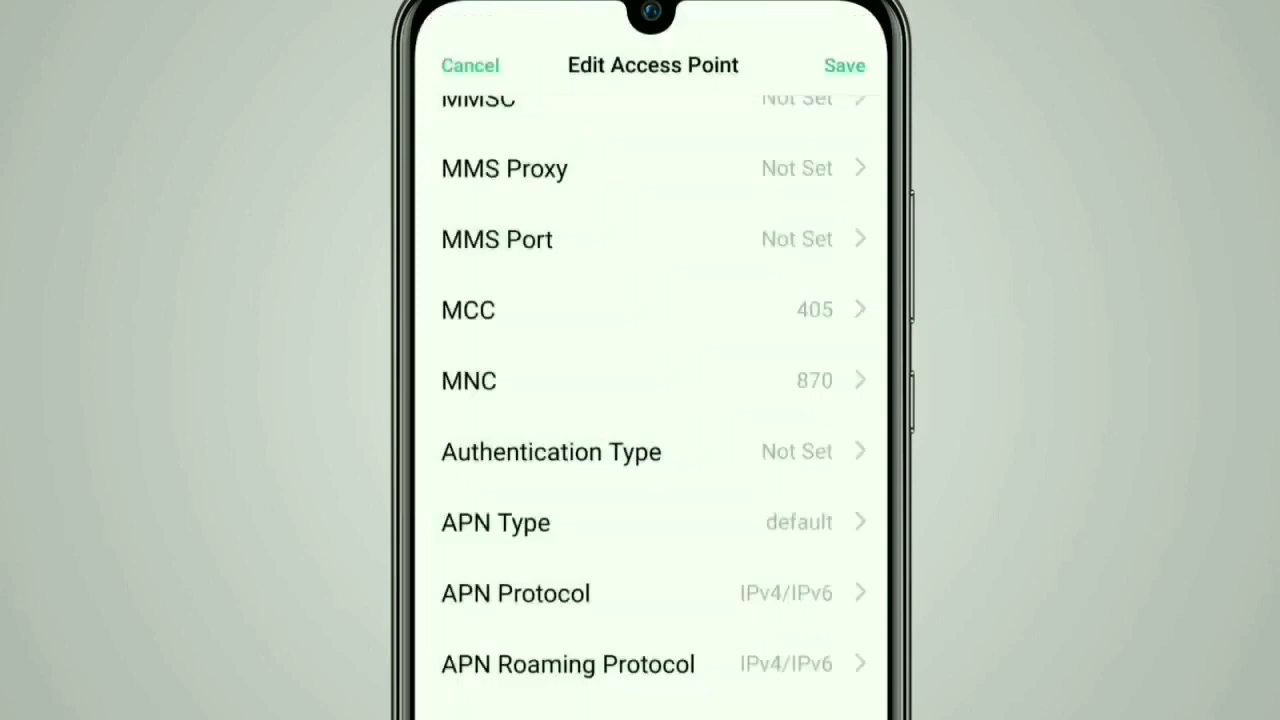 Cancel Edit Access Point Save
MMSC Not Set
MMS Proxy Not Set
MMS Port Not Set
MCC 405
MNC 870
Authentication Type Not Set
APN Type default
APN Protocol IPv4/IPv6
APN Roaming Protocol IPv4/IPv6